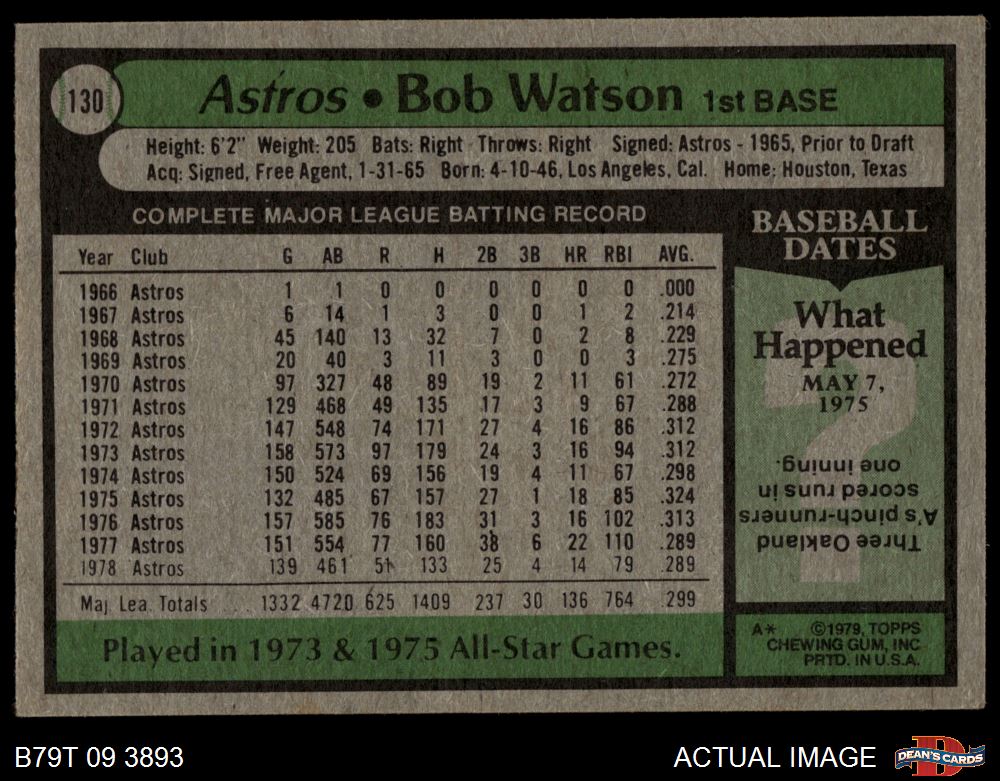 130
Astros • Bob Watson 1st BASE
Height: 6'2" Weight: 205 Bats: Right Throws: Right Signed: Astros - 1965, Prior to Draft
Acq: Signed, Free Agent, 1-31-65 Born: 4-10-46, Los Angeles, Cal. Home: Houston, Texas
COMPLETE MAJOR LEAGUE BATTING RECORD
Year Club G AB R H 2B 3B HR RBI AVG.
1966 Astros 1 1 0 0 0 0 0 0 .000
1967 Astros 6 14 1 3 0 0 1 2 .214
1968 Astros 45 140 13 32 7 0 2 8 .229
1969 Astros 20 40 3 11 3 0 0 3 .275
1970 Astros 97 327 48 89 19 2 11 61 .272
1971 Astros 129 468 49 135 17 3 9 67 .288
1972 Astros 147 548 74 171 27 4 16 86 .312
1973 Astros 158 573 97 179 24 3 16 94 .312
1974 Astros 150 524 69 156 19 4 11 67 .298
1975 Astros 132 485 67 157 27 1 18 85 .324
1976 Astros 157 585 76 183 31 3 16 102 .313
1977 Astros 151 554 77 160 38 6 22 110 .289
1978 Astros 139 461 51 133 25 4 14 79 .289
Maj. Lea. Totals . . . 1332 4720 625 1409 237 30 136 764 .299
Played in 1973 & 1975 All-Star Games.
BASEBALL
DATES
What
Happened
MAY 7,
1975
Three Oakland
A's pinch-runners
scored runs in
one inning.
A* ©1979, TOPPS
CHEWING GUM, INC
PRTD. IN U.S.A.
B79T 09 3893
ACTUAL IMAGE
D
DEAN'S CARDS